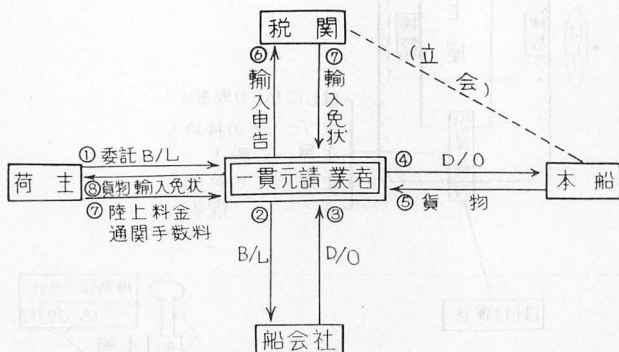 税関
⑥輸入申告
⑦輸入免状
(立会)
①委託B/L
④ D/O
荷主
一貫元請業者
本船
⑧貨物輸入免状
⑤貨物
⑦陸上料金
通関手数料
②
③
B/L
D/O
船会社